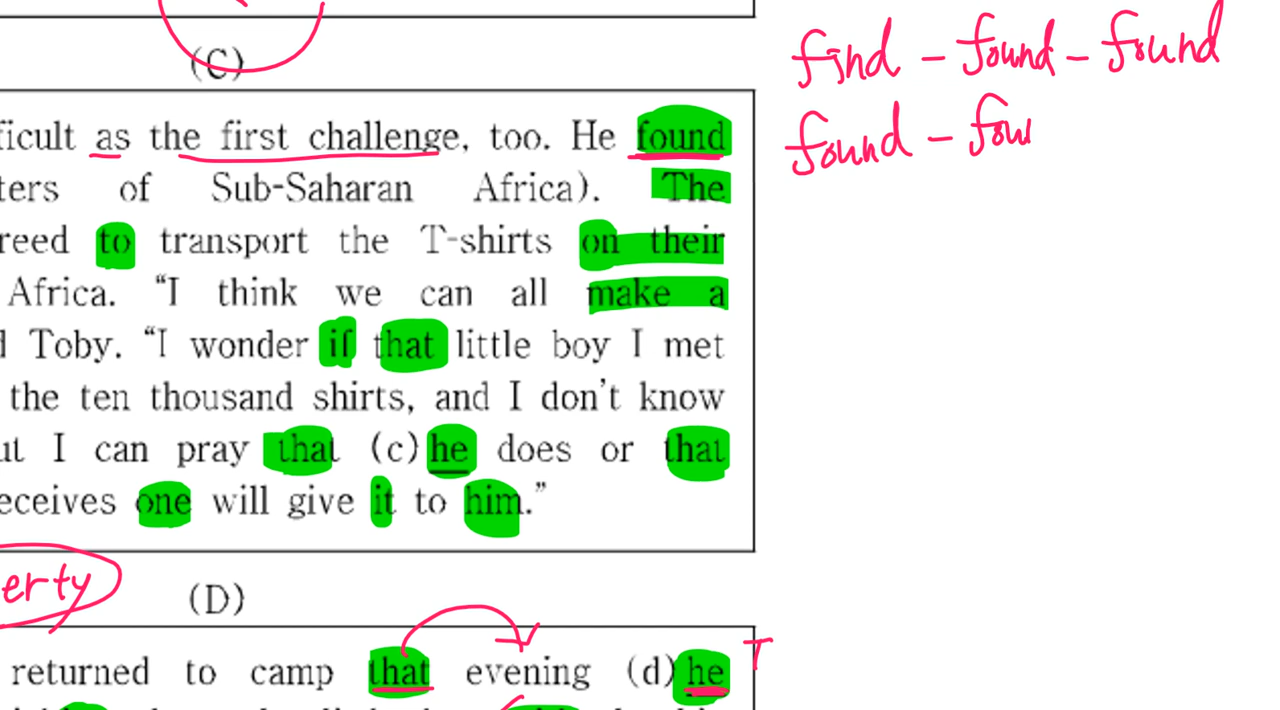 (C)
find - found - found
found - fou
ficult as the first challenge, too. He found
ters of Sub-Saharan Africa). The
reed to transport the T-shirts on their
Africa. “I think we can all make a
d Toby. “I wonder if that little boy I met
the ten thousand shirts, and I don’t know
ut I can pray that (c) he does or that
eceives one will give it to him.”
erty
(D)
returned to camp that evening (d) he T